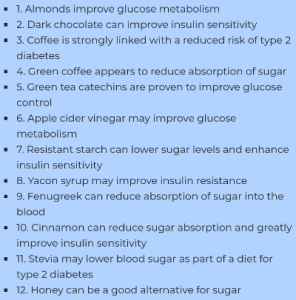 1. Almonds improve glucose metabolism
2. Dark chocolate can improve insulin sensitivity
3. Coffee is strongly linked with a reduced risk of type 2
diabetes
4. Green coffee appears to reduce absorption of sugar
5. Green tea catechins are proven to improve glucose
control
6. Apple cider vinegar may improve glucose
metabolism
7. Resistant starch can lower sugar levels and enhance
insulin sensitivity
8. Yacon syrup may improve insulin resistance
9. Fenugreek can reduce absorption of sugar into the
blood
10. Cinnamon can reduce sugar absorption and greatly
improve insulin sensitivity
11. Stevia may lower blood sugar as part of a diet for
type 2 diabetes
12. Honey can be a good alternative for sugar